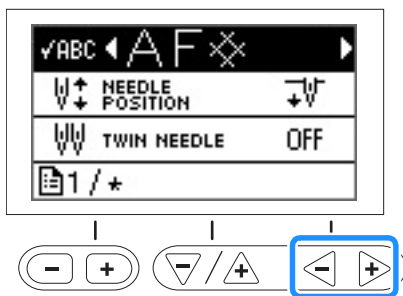 ✓ABC A F
NEEDLE
POSITION
TWIN NEEDLE OFF
1 / *
- + - / + - +